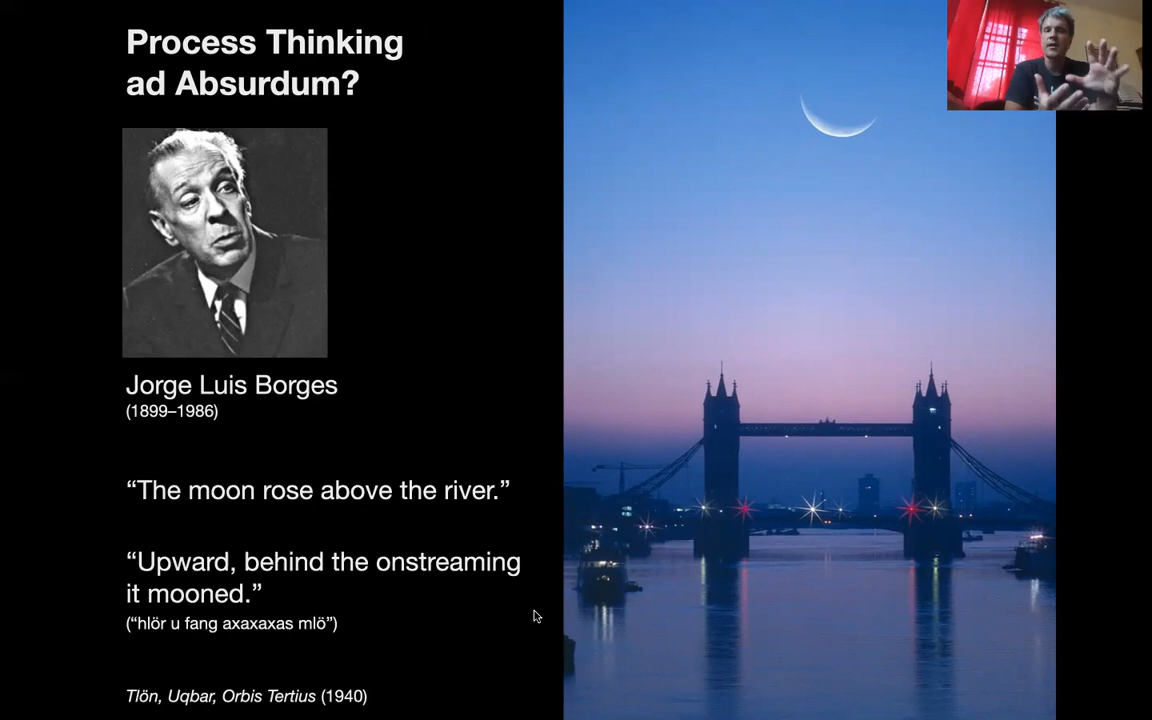 Process Thinking
ad Absurdum?
Jorge Luis Borges
(1899–1986)
“The moon rose above the river.”
“Upward, behind the onstreaming
it mooned.”
(“hlör u fang axaxaxas mlö”)
Tlön, Uqbar, Orbis Tertius (1940)